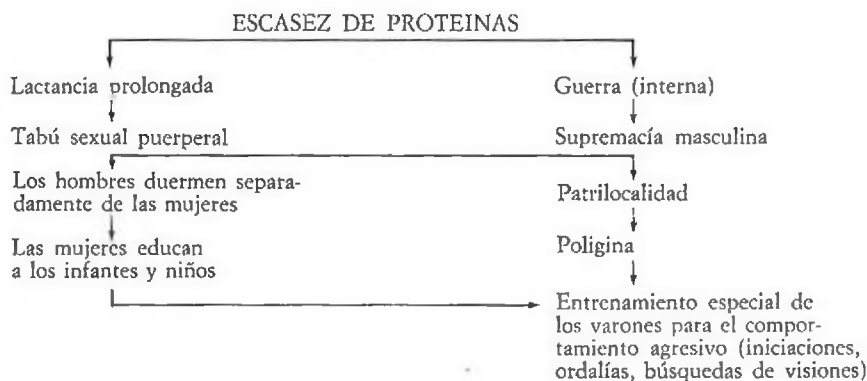 ESCASEZ DE PROTEINAS
Lactancia prolongada
Guerra (interna)
Tabú sexual puerperal
Supremacía masculina
Los hombres duermen separa-
damente de las mujeres
Patrilocalidad
Las mujeres educan
a los infantes y niños
Poligina
Entrenamiento especial de
los varones para el compor-
tamiento agresivo (iniciaciones,
ordalías, búsquedas de visiones)